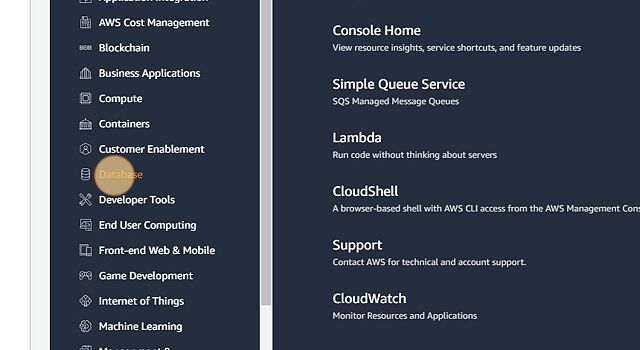 AWS Cost Management
Blockchain
Business Applications
Compute
Containers
Customer Enablement
Database
Developer Tools
End User Computing
Front-end Web & Mobile
Game Development
Internet of Things
Machine Learning
Console Home
View resource insights, service shortcuts, and feature updates
Simple Queue Service
SQS Managed Message Queues
Lambda
Run code without thinking about servers
CloudShell
A browser-based shell with AWS CLI access from the AWS Management Cons
Support
Contact AWS for technical and account support.
CloudWatch
Monitor Resources and Applications